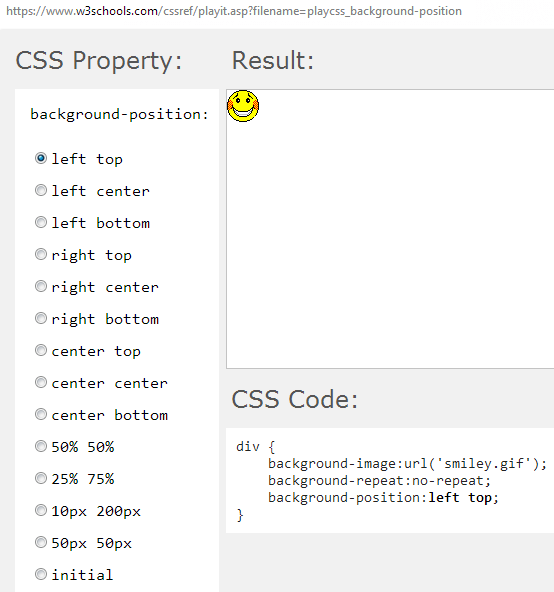 https://www.w3schools.com/cssref/playit.asp?filename=playcss_background-position
CSS Property:
background-position:
left top
left center
left bottom
right top
right center
right bottom
center top
center center
center bottom
50% 50%
25% 75%
10px 200px
50px 50px
initial
Result:
CSS Code:
div {
    background-image:url('smiley.gif');
    background-repeat:no-repeat;
    background-position:left top;
}